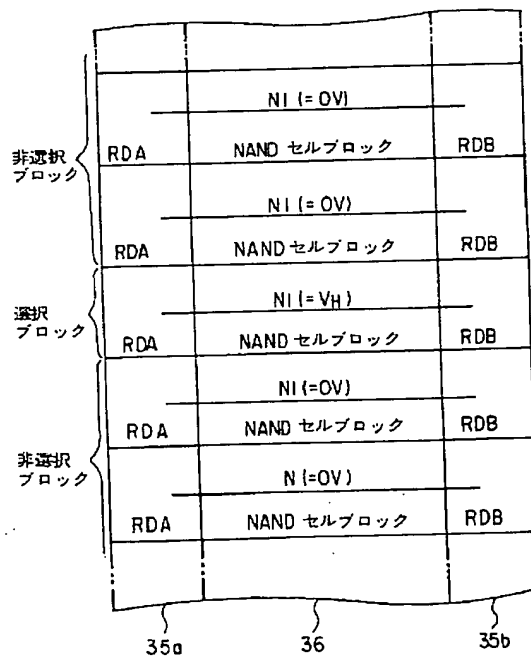 NI (=OV)
非選択
ブロック
RDA NANDセルブロック RDB
NI (=OV)
RDA NANDセルブロック RDB
選択
ブロック
NI (=VH)
RDA NANDセルブロック RDB
NI (=OV)
RDA NANDセルブロック RDB
非選択
ブロック
N(=OV)
RDA NANDセルブロック RDB
35a 36 35b